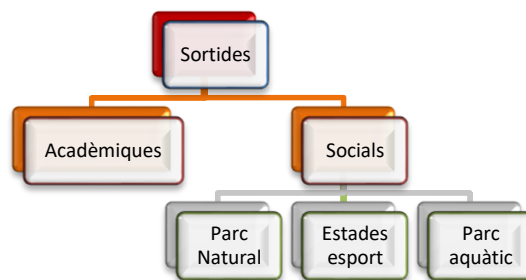 Sortides
Acadèmiques
Socials
Parc
Natural
Estades
esport
Parc
aquàtic